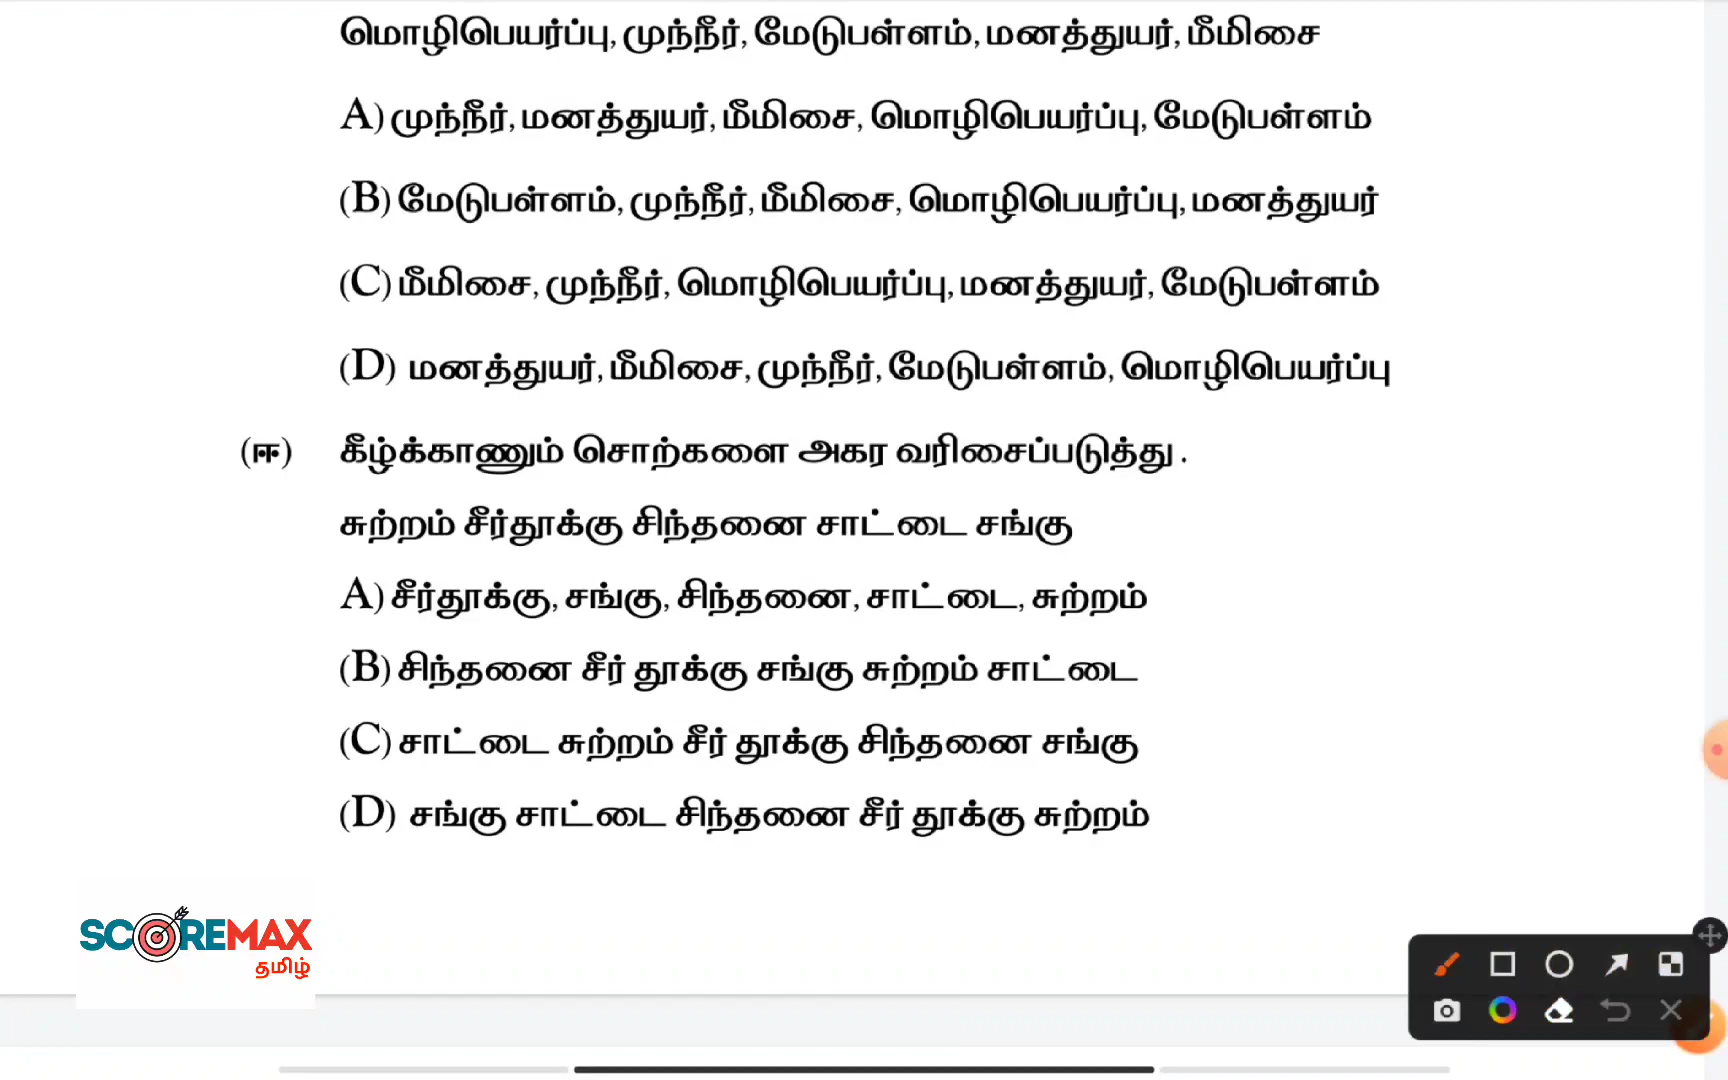 மொழிபெயர்ப்பு, முந்நீர், மேடுபள்ளம், மனத்துயர், மீமிசை
A) முந்நீர், மனத்துயர், மீமிசை, மொழிபெயர்ப்பு, மேடுபள்ளம்
(B) மேடுபள்ளம், முந்நீர், மீமிசை, மொழிபெயர்ப்பு, மனத்துயர்
(C) மீமிசை, முந்நீர், மொழிபெயர்ப்பு, மனத்துயர், மேடுபள்ளம்
(D) மனத்துயர், மீமிசை, முந்நீர், மேடுபள்ளம், மொழிபெயர்ப்பு
(ஈ) கீழ்க்காணும் சொற்களை அகர வரிசைப்படுத்து .
சுற்றம் சீர்தூக்கு சிந்தனை சாட்டை சங்கு
A) சீர்தூக்கு, சங்கு, சிந்தனை, சாட்டை, சுற்றம்
(B) சிந்தனை சீர் தூக்கு சங்கு சுற்றம் சாட்டை
(C) சாட்டை சுற்றம் சீர் தூக்கு சிந்தனை சங்கு
(D) சங்கு சாட்டை சிந்தனை சீர் தூக்கு சுற்றம்
SCOREMAX
தமிழ்